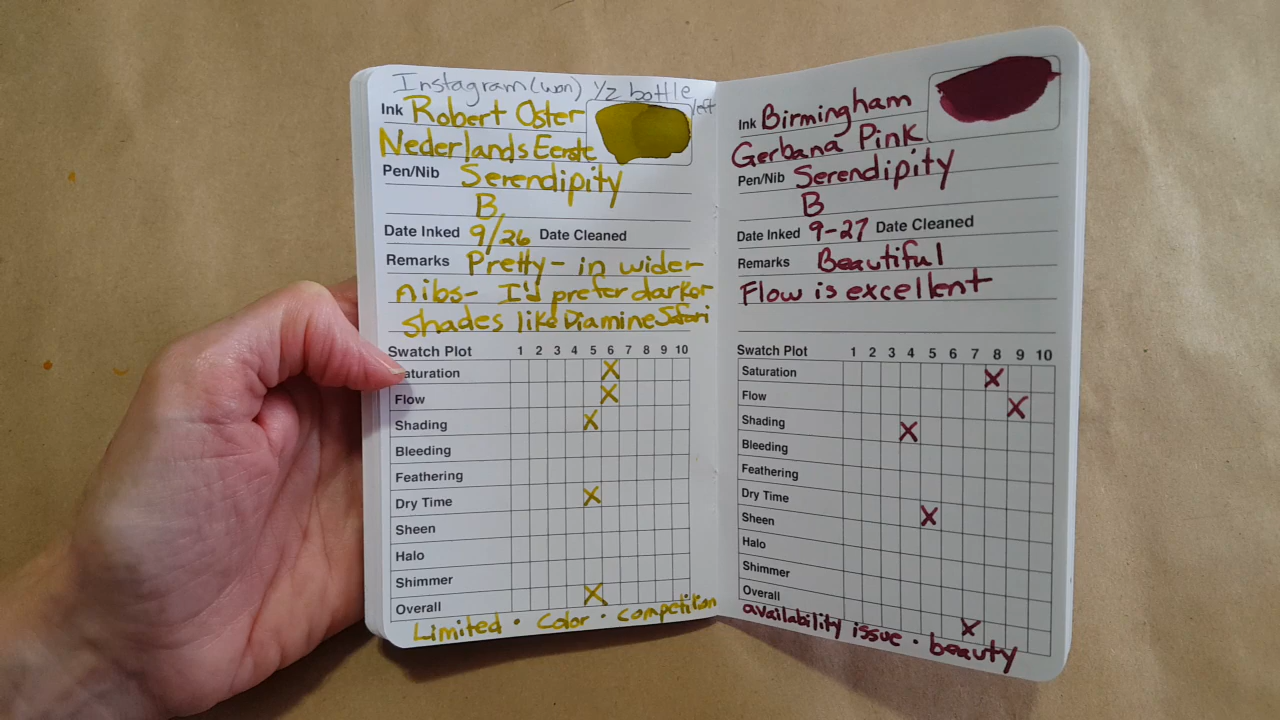 Instagram (won) 1/2 bottle left
Ink Robert Oster
Nederlands Eerste
Pen/Nib Serendipity
B
Date Inked 9/26 Date Cleaned
Remarks Pretty - in wider
nibs - I'd prefer darker
shades like Diamine Safari
Swatch Plot 1 2 3 4 5 6 7 8 9 10
Saturation X
Flow X
Shading X
Bleeding
Feathering
Dry Time X
Sheen
Halo
Shimmer
Overall X
Limited · Color · competition
Ink Birmingham
Gerbana Pink
Pen/Nib Serendipity
B
Date Inked 9-27 Date Cleaned
Remarks Beautiful
Flow is excellent
Swatch Plot 1 2 3 4 5 6 7 8 9 10
Saturation X
Flow X
Shading X
Bleeding
Feathering
Dry Time X
Sheen
Halo
Shimmer
Overall X
availability issue · beauty